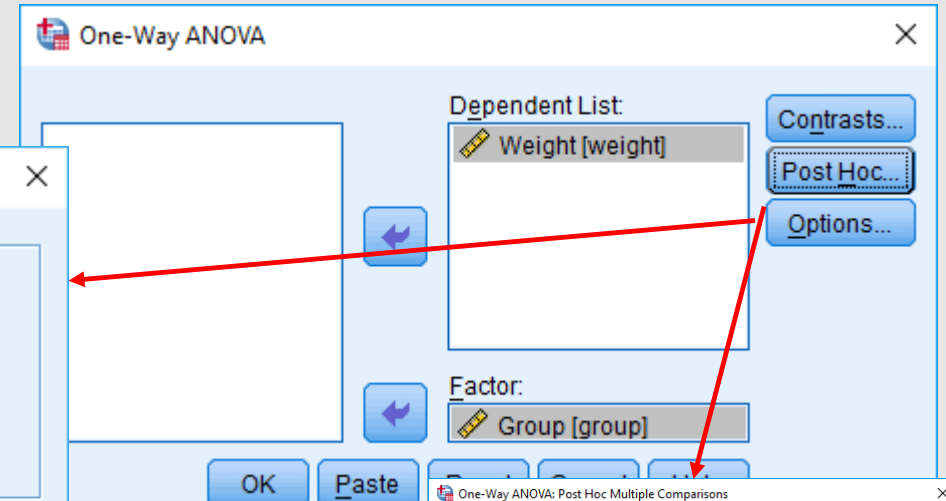 One-Way ANOVA
Dependent List:
Weight [weight]
Contrasts...
Post Hoc...
Options...
Factor:
Group [group]
OK
Paste
One-Way ANOVA: Post Hoc Multiple Comparisons